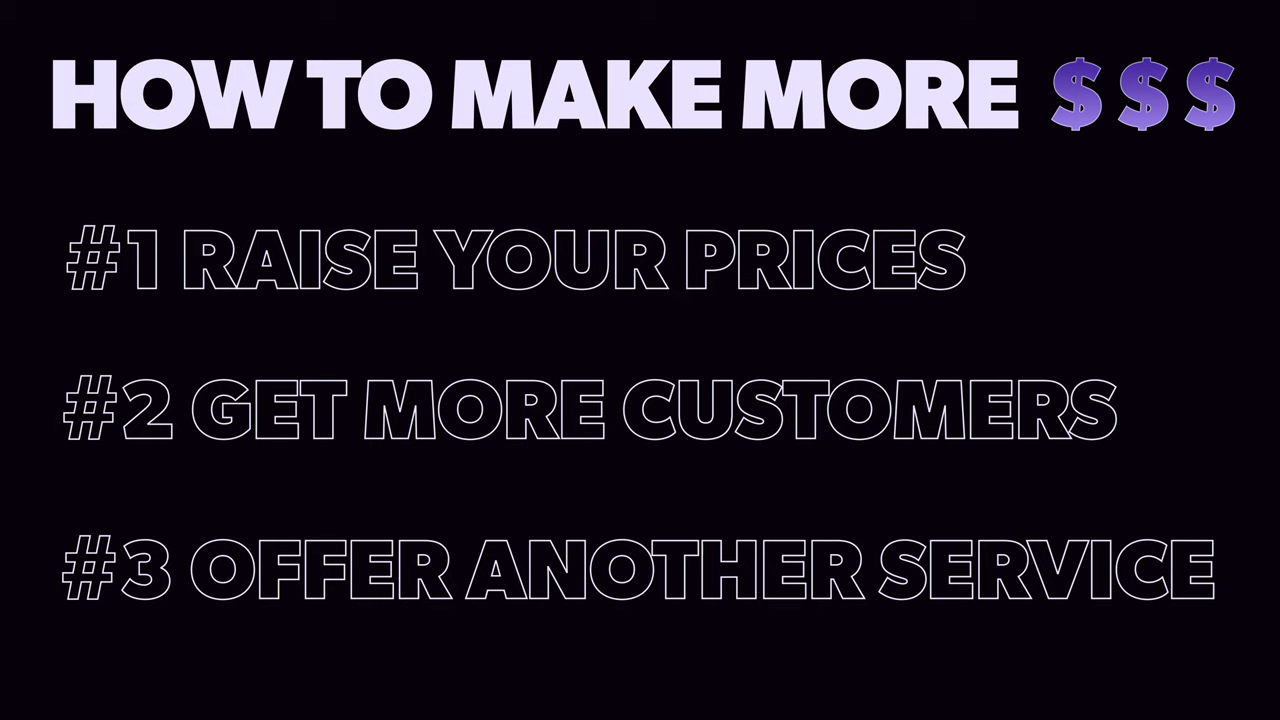 HOW TO MAKE MORE $$$
#1 RAISE YOUR PRICES
#2 GET MORE CUSTOMERS
#3 OFFER ANOTHER SERVICE